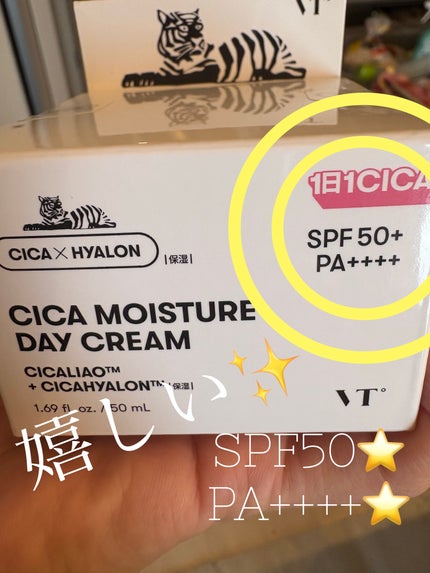 VT
1日1CICA
SPF 50+
PA++++
CICA×HYALON |保湿|
CICA MOISTURE
DAY CREAM
CICALIAO™
+ CICAHYALON™ |保湿|
1.69 fl. oz. / 50 mL
VT°
嬉しい✨
SPF50⭐
PA++++⭐